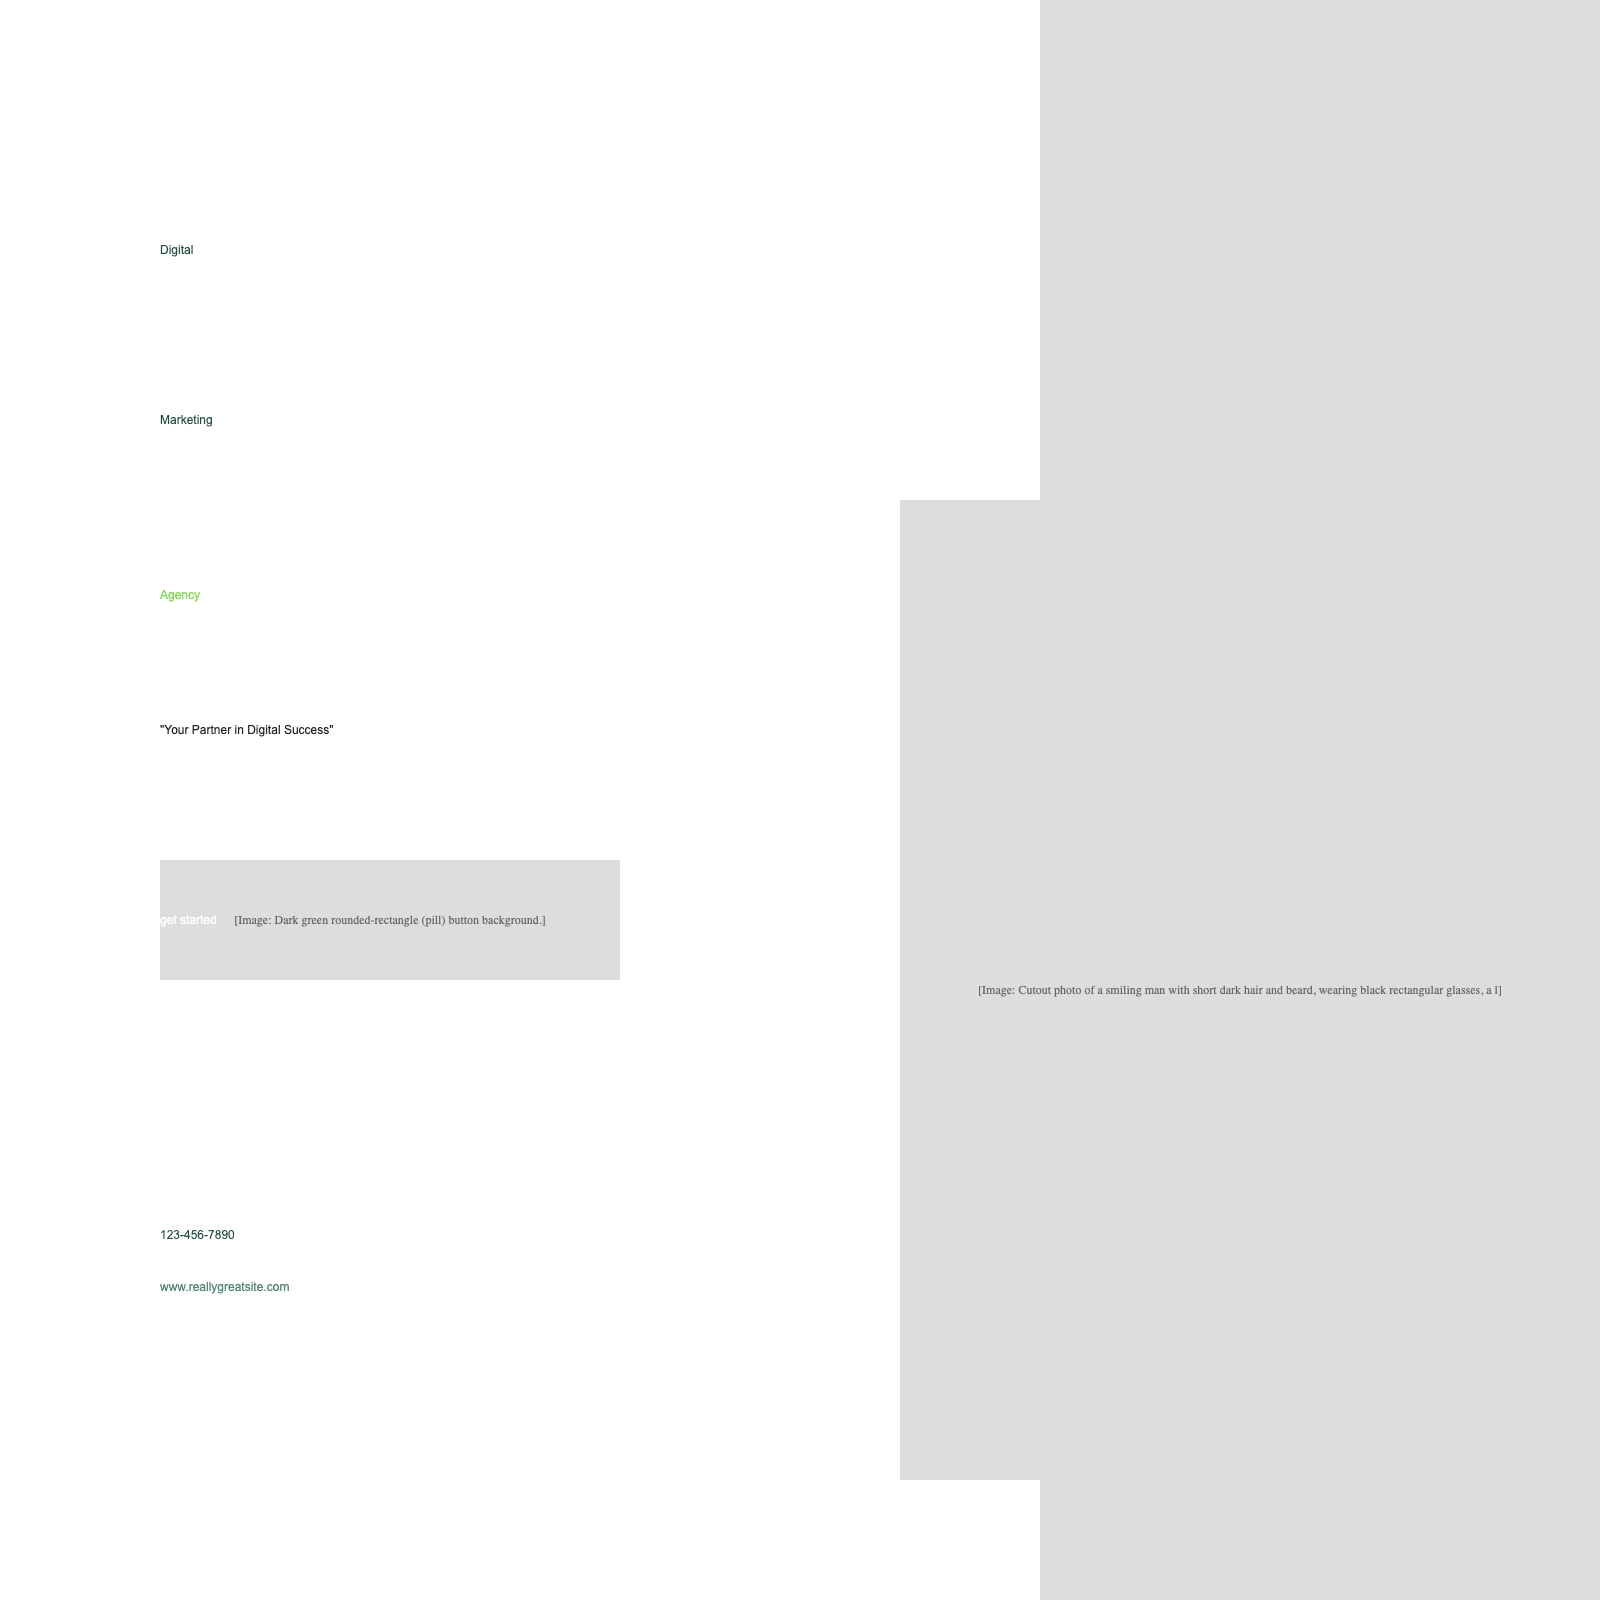 Digital
Marketing
Agency
"Your Partner in Digital Success"
get started
[Image: Dark green rounded-rectangle (pill) button background.]
[Image: Cutout photo of a smiling man with short dark hair and beard, wearing black rectangular glasses, a l]
123-456-7890
www.reallygreatsite.com